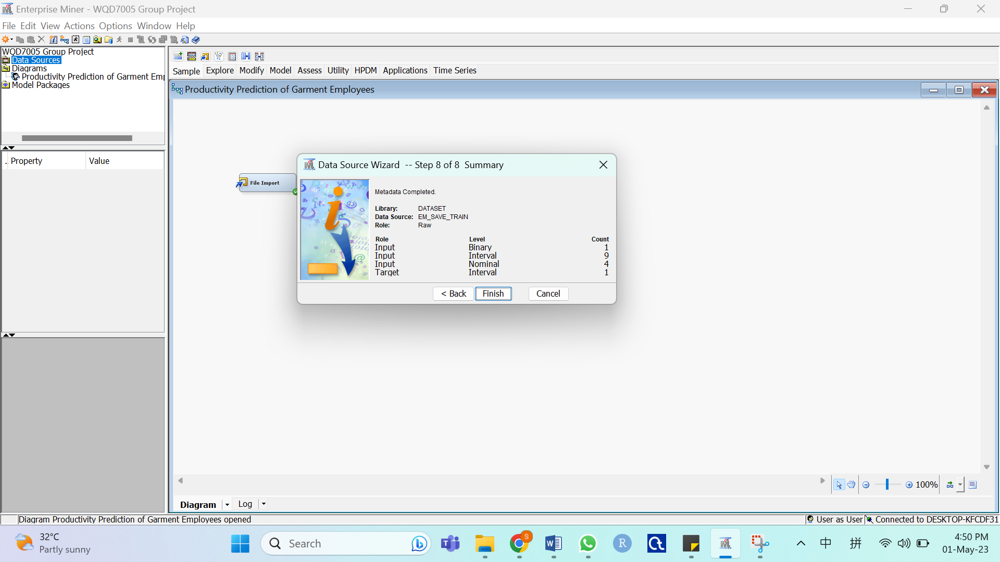 Enterprise Miner - WQD7005 Group Project
File Edit View Actions Options Window Help
WQD7005 Group Project
Data Sources
Diagrams
Productivity Prediction of Garment Emp
Model Packages
Sample Explore Modify Model Assess Utility HPDM Applications Time Series
Productivity Prediction of Garment Employees
. Property Value
File Import
Data Source Wizard -- Step 8 of 8 Summary
Metadata Completed.
Library: DATASET
Data Source: EM_SAVE_TRAIN
Role: Raw
Role Level Count
Input Binary 1
Input Interval 9
Input Nominal 4
Target Interval 1
< Back Finish Cancel
100%
Diagram Log
Diagram Productivity Prediction of Garment Employees opened
User as User Connected to DESKTOP-KFCDF31
32°C
Partly sunny
Search
S
R
中
拼
4:50 PM
01-May-23